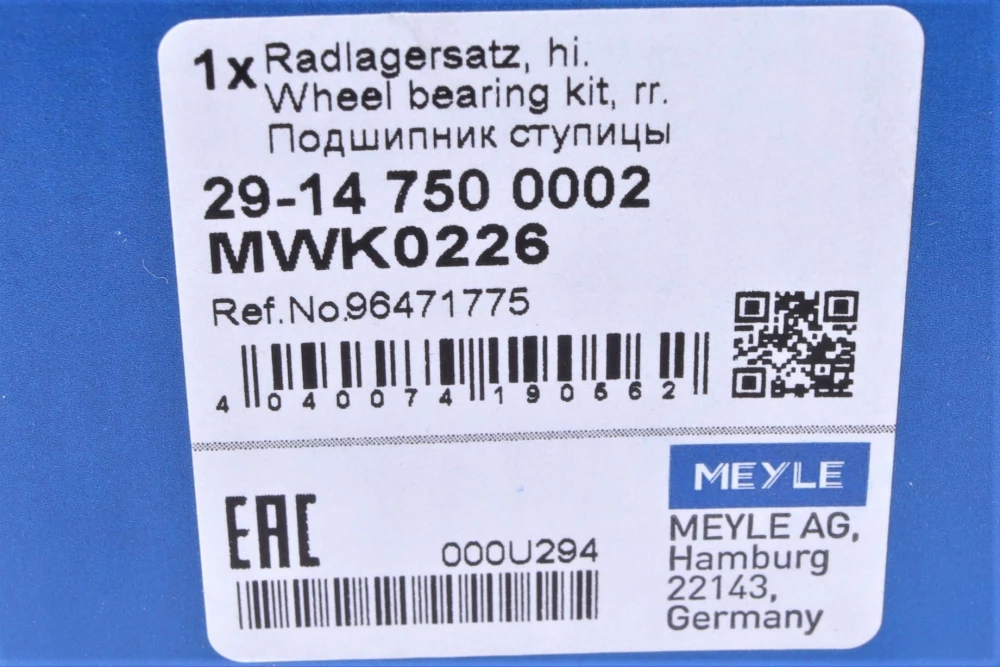 1x Radlagersatz, hi.
Wheel bearing kit, rr.
Подшипник ступицы
29-14 750 0002
MWK0226
Ref.No.96471775
4 040074 190562
EAC
000U294
MEYLE
MEYLE AG,
Hamburg
22143,
Germany